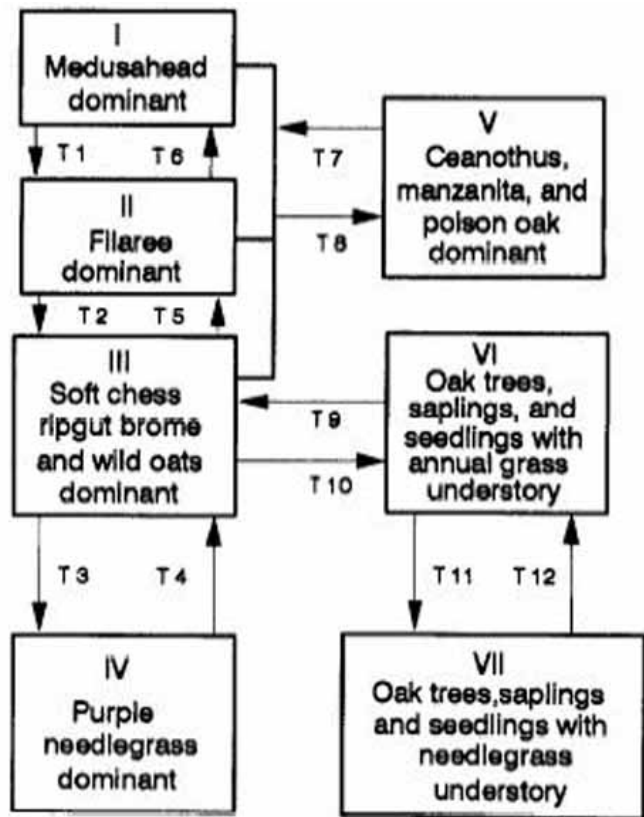 I
Medusahead
dominant
T1
T6
II
Filaree
dominant
T2
T5
III
Soft chess
ripgut brome
and wild oats
dominant
T3
T4
IV
Purple
needlegrass
dominant
T7
T8
V
Ceanothus,
manzanita, and
poison oak
dominant
T9
T10
VI
Oak trees,
saplings, and
seedlings with
annual grass
understory
T11
T12
VII
Oak trees,saplings
and seedlings with
needlegrass
understory